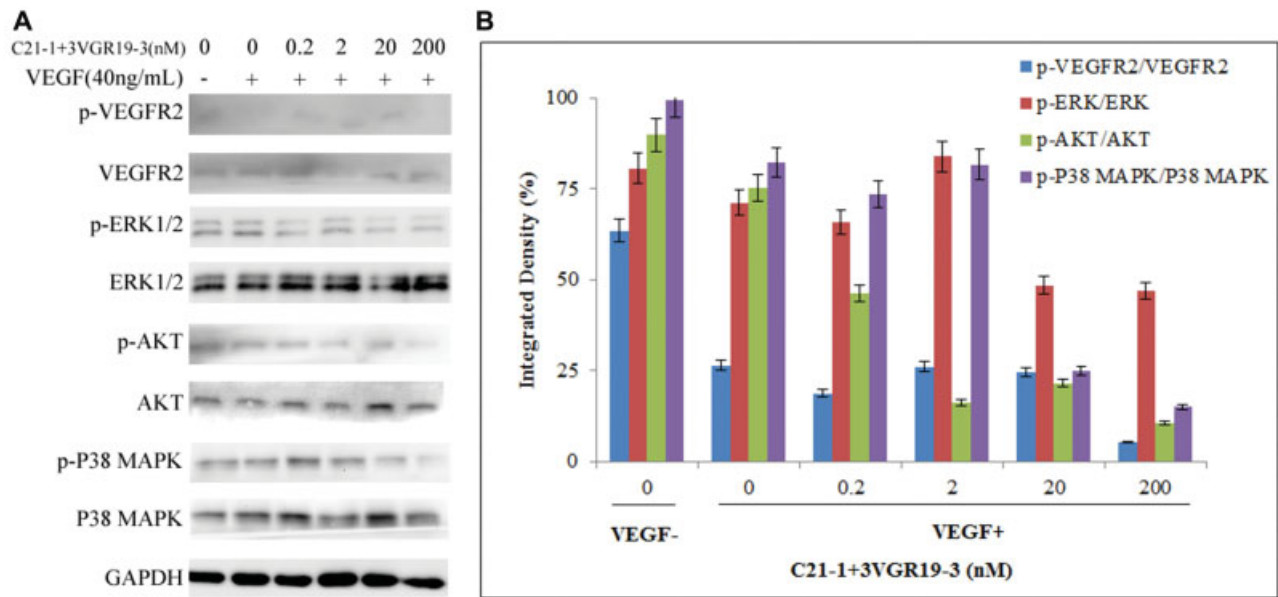 A
C21-1+3VGR19-3(nM) 0 0 0.2 2 20 200
VEGF(40ng/mL) - + + + + +
p-VEGFR2
VEGFR2
p-ERK1/2
ERK1/2
p-AKT
AKT
p-P38 MAPK
P38 MAPK
GAPDH
B
p-VEGFR2/VEGFR2
p-ERK/ERK
p-AKT/AKT
p-P38 MAPK/P38 MAPK
Integrated Density (%)
100
75
50
25
0
0 0 0.2 2 20 200
VEGF- VEGF+
C21-1+3VGR19-3 (nM)